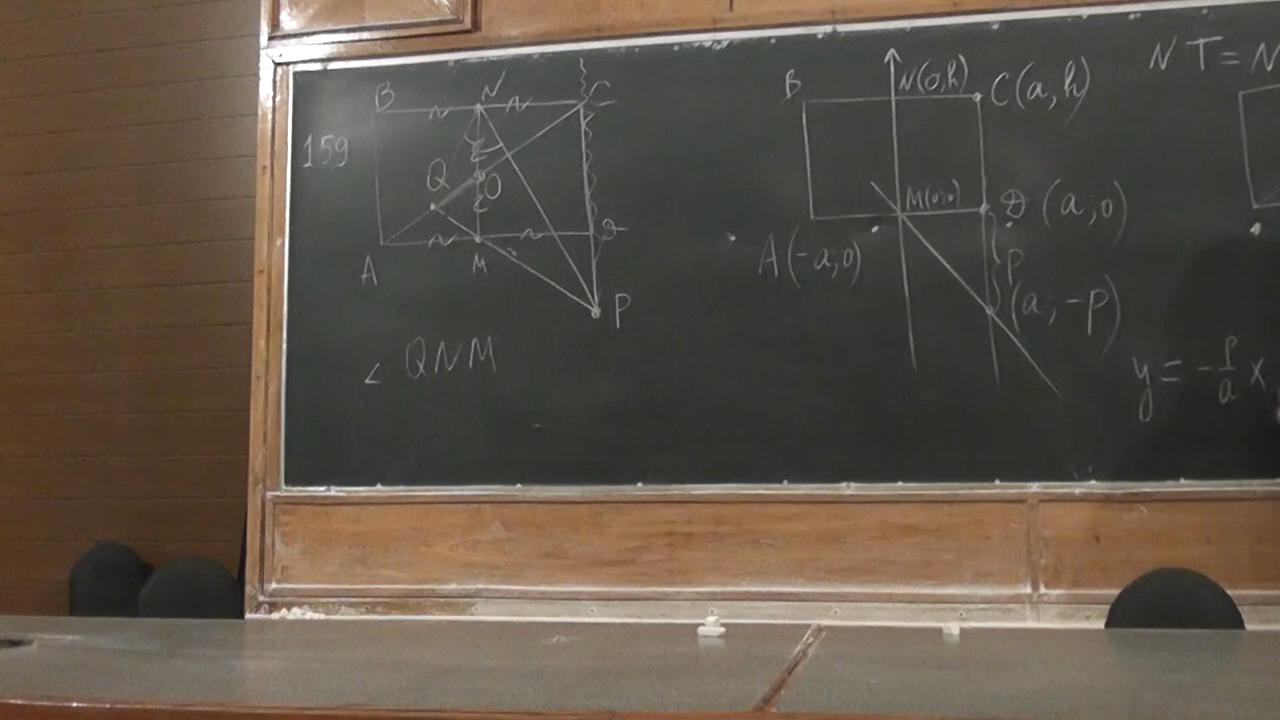 159
B N C
Q O
A M D
P
∠ QNM
B N(0,h) C(a,h)
M(0;0) D (a;0)
A(-a;0)
P
(a;-p)
NT = N
y = -p/a x